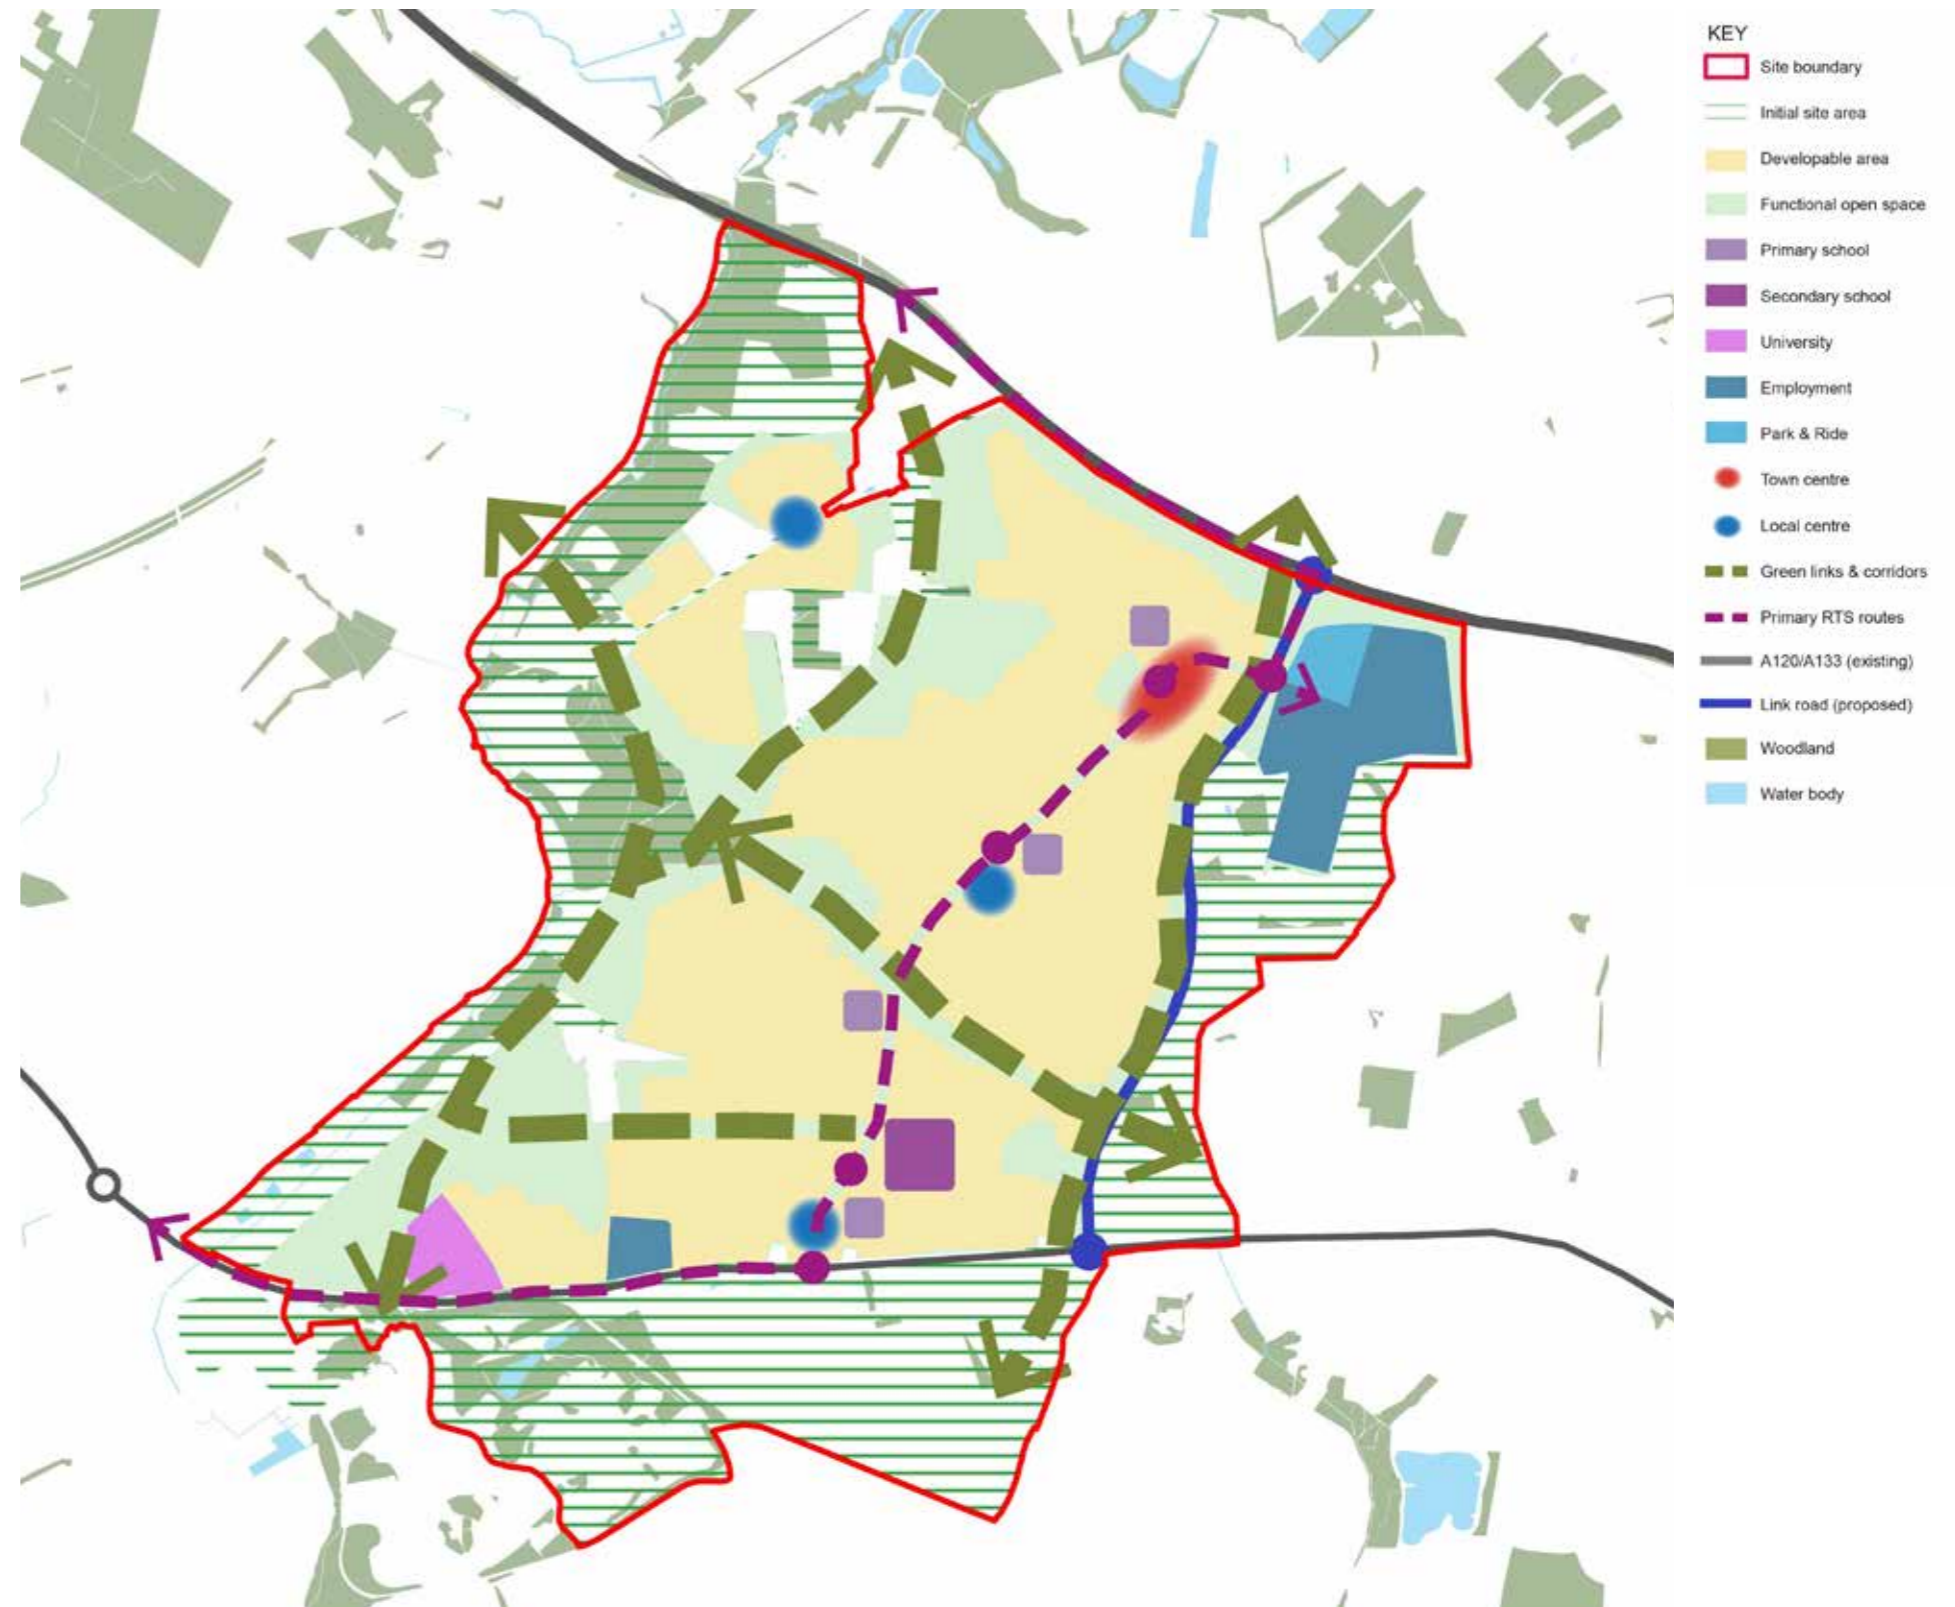 KEY
Site boundary
Initial site area
Developable area
Functional open space
Primary school
Secondary school
University
Employment
Park & Ride
Town centre
Local centre
Green links & corridors
Primary RTS routes
A120/A133 (existing)
Link road (proposed)
Woodland
Water body